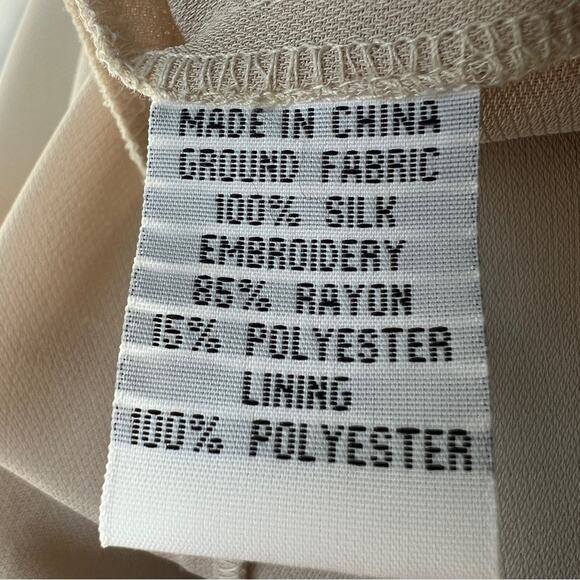 MADE IN CHINA
GROUND FABRIC
100% SILK
EMBROIDERY
85% RAYON
15% POLYESTER
LINING
100% POLYESTER